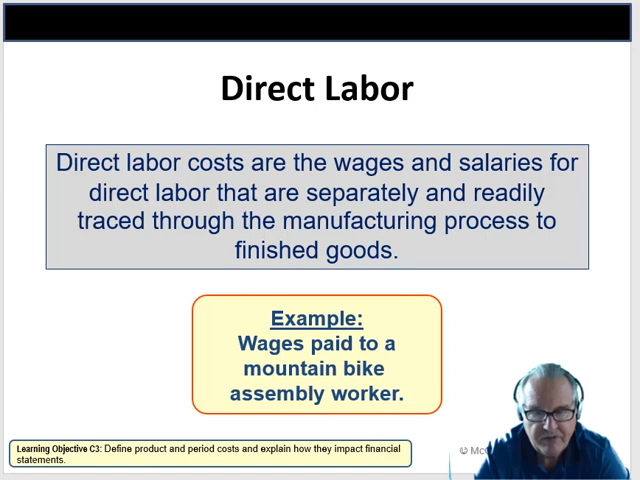 Direct Labor
Direct labor costs are the wages and salaries for
direct labor that are separately and readily
traced through the manufacturing process to
finished goods.
Example:
Wages paid to a
mountain bike
assembly worker.
Learning Objective C3: Define product and period costs and explain how they impact financial
statements.
©